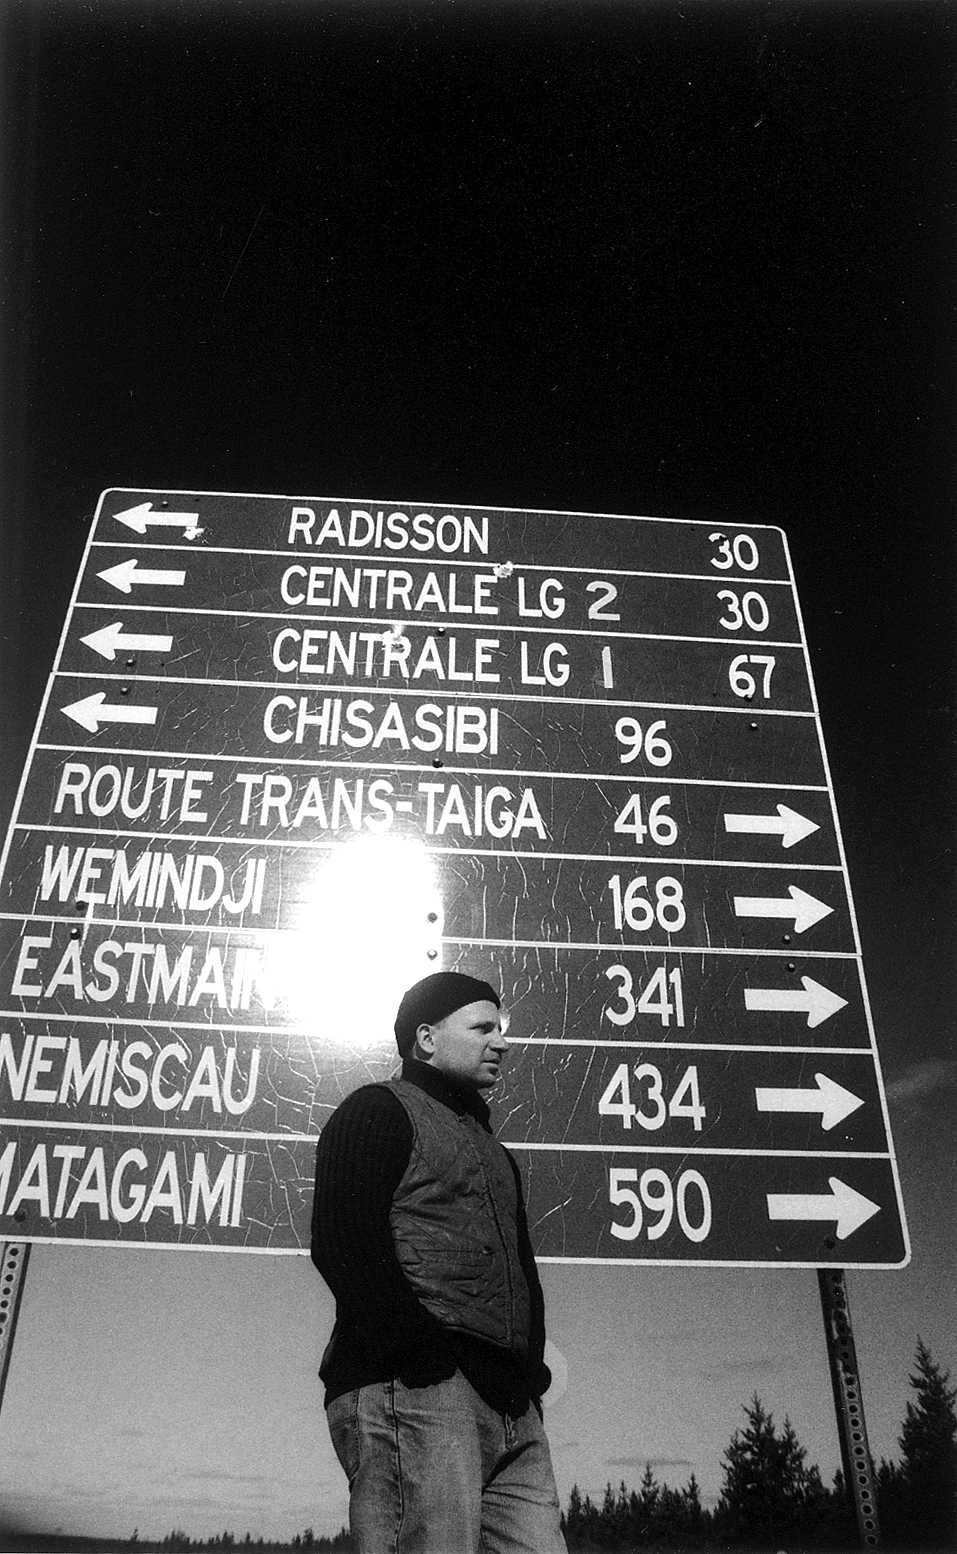 RADISSON 30
CENTRALE LG 2 30
CENTRALE LG 1 67
CHISASIBI 96
ROUTE TRANS-TAIGA 46
WEMINDJI 168
EASTMAIN 341
NEMISCAU 434
MATAGAMI 590